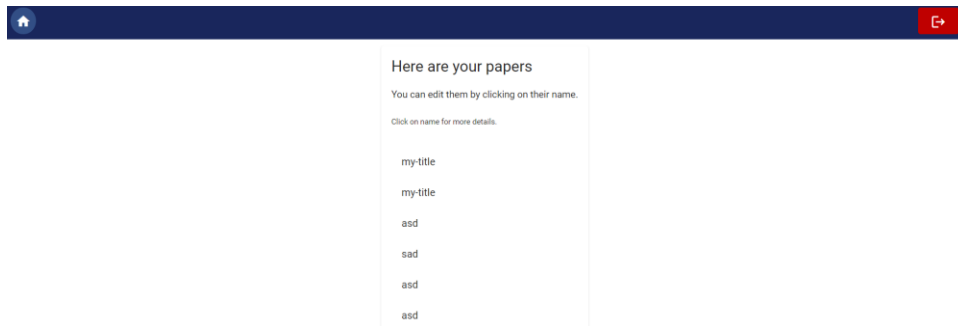 Here are your papers
You can edit them by clicking on their name.
Click on name for more details.
my-title
my-title
asd
sad
asd
asd